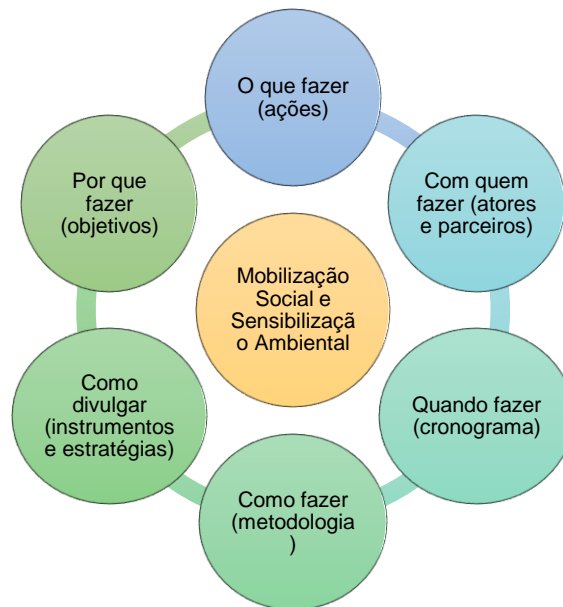 O que fazer
(ações)
Com quem
fazer (atores
e parceiros)
Quando fazer
(cronograma)
Como fazer
(metodologia
)
Como
divulgar
(instrumentos
e estratégias)
Por que
fazer
(objetivos)
Mobilização
Social e
Sensibilizaçã
o Ambiental